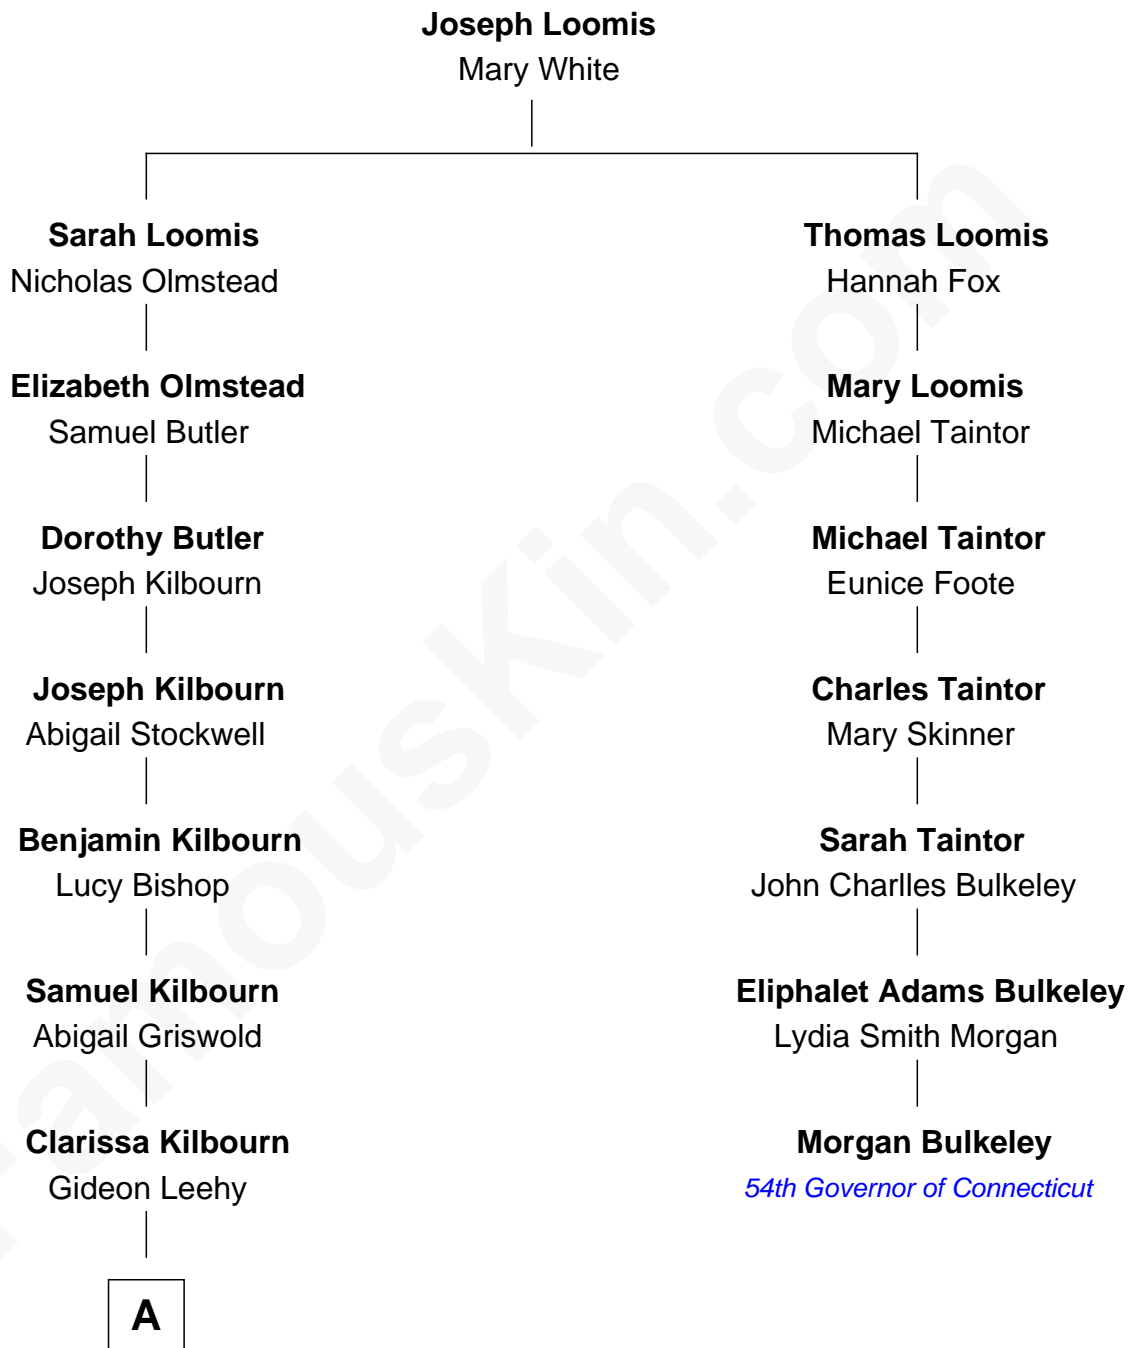 Joseph Loomis
Mary White
Sarah Loomis
Nicholas Olmstead
Thomas Loomis
Hannah Fox
Elizabeth Olmstead
Samuel Butler
Mary Loomis
Michael Taintor
Dorothy Butler
Joseph Kilbourn
Michael Taintor
Eunice Foote
Joseph Kilbourn
Abigail Stockwell
Charles Taintor
Mary Skinner
Benjamin Kilbourn
Lucy Bishop
Sarah Taintor
John Charlles Bulkeley
Samuel Kilbourn
Abigail Griswold
Eliphalet Adams Bulkeley
Lydia Smith Morgan
Clarissa Kilbourn
Gideon Leehy
Morgan Bulkeley
54th Governor of Connecticut
A
FamousKin.com